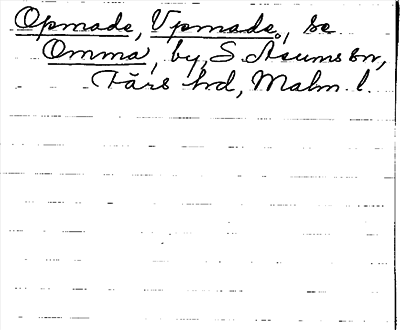 Opmade, Vpmade, se
Omma, by, S. Åsums sn,
Färs hd, Malm. l.